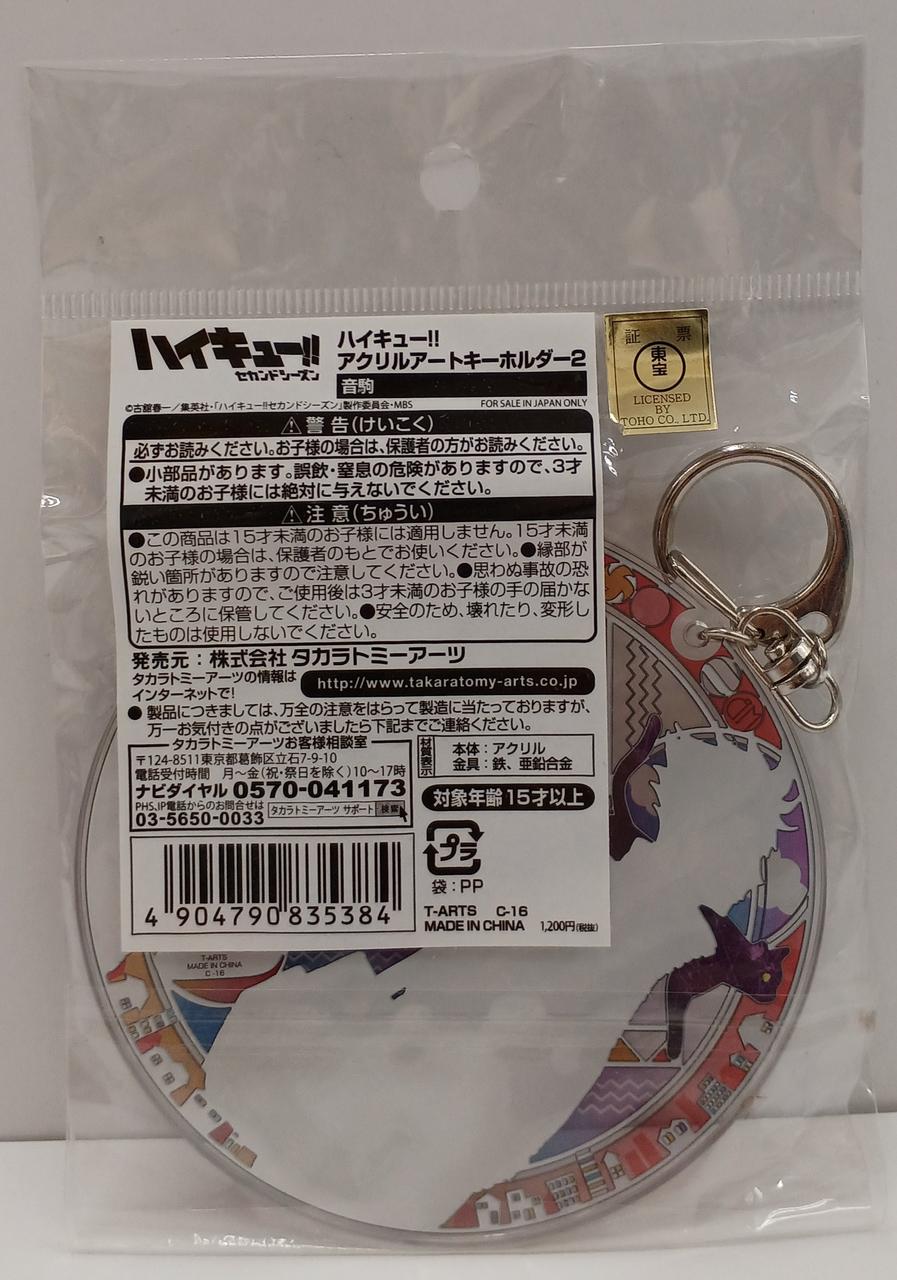 ハイキュー!!
セカンドシーズン
ハイキュー!!
アクリルアートキーホルダー2
音駒
©古舘春一／集英社・「ハイキュー!!セカンドシーズン」製作委員会・MBS
FOR SALE IN JAPAN ONLY
証 票
東宝
LICENSED
BY
TOHO CO., LTD.
⚠警告(けいこく)
必ずお読みください。お子様の場合は、保護者の方がお読みください。
●小部品があります。誤飲・窒息の危険がありますので、3才
未満のお子様には絶対に与えないでください。
⚠注意(ちゅうい)
●この商品は15才未満のお子様には適用しません。15才未満
のお子様の場合は、保護者のもとでお使いください。●縁部が
鋭い箇所がありますので注意してください。●思わぬ事故の恐
れがありますので、ご使用後は3才未満のお子様の手の届かな
いところに保管してください。●安全のため、壊れたり、変形し
たものは使用しないでください。
発売元：株式会社 タカラトミーアーツ
タカラトミーアーツの情報は
インターネットで!
http://www.takaratomy-arts.co.jp
●製品につきましては、万全の注意をはらって製造に当たっておりますが、
万一お気付きの点がございましたら下記までご連絡ください。
タカラトミーアーツお客様相談室
〒124-8511東京都葛飾区立石7-9-10
電話受付時間 月～金(祝・祭日を除く)10～17時
ナビダイヤル 0570-041173
PHS、IP電話からのお問合せは
03-5650-0033
タカラトミーアーツ サポート 検索
材質表示
本体：アクリル
金具：鉄、亜鉛合金
対象年齢15才以上
プラ
袋：PP
4 904790 835384
T-ARTS C-16
MADE IN CHINA
1,200円(税抜)
T-ARTS
MADE IN CHINA
C-16